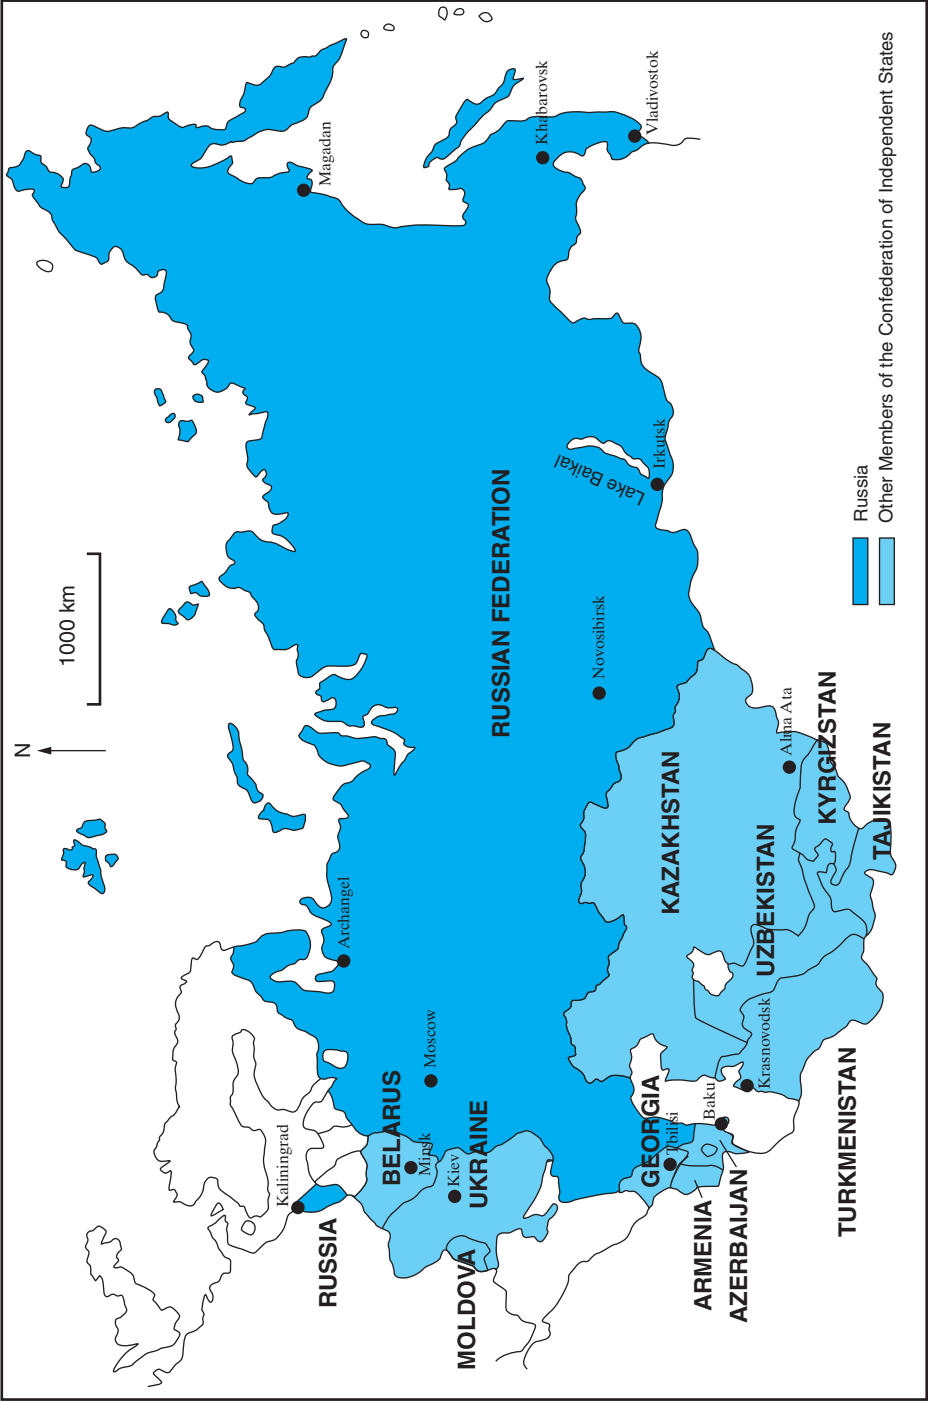 N
1000 km
RUSSIAN FEDERATION
Magadan
Khabarovsk
Vladivostok
Lake Baikal
Irkutsk
Novosibirsk
Archangel
Moscow
Kaliningrad
RUSSIA
BELARUS
Minsk
Kiev
UKRAINE
MOLDOVA
GEORGIA
Tbilisi
Baku
ARMENIA
AZERBAIJAN
Krasnovodsk
TURKMENISTAN
KAZAKHSTAN
UZBEKISTAN
Alma Ata
KYRGIZSTAN
TAJIKISTAN
Russia
Other Members of the Confederation of Independent States